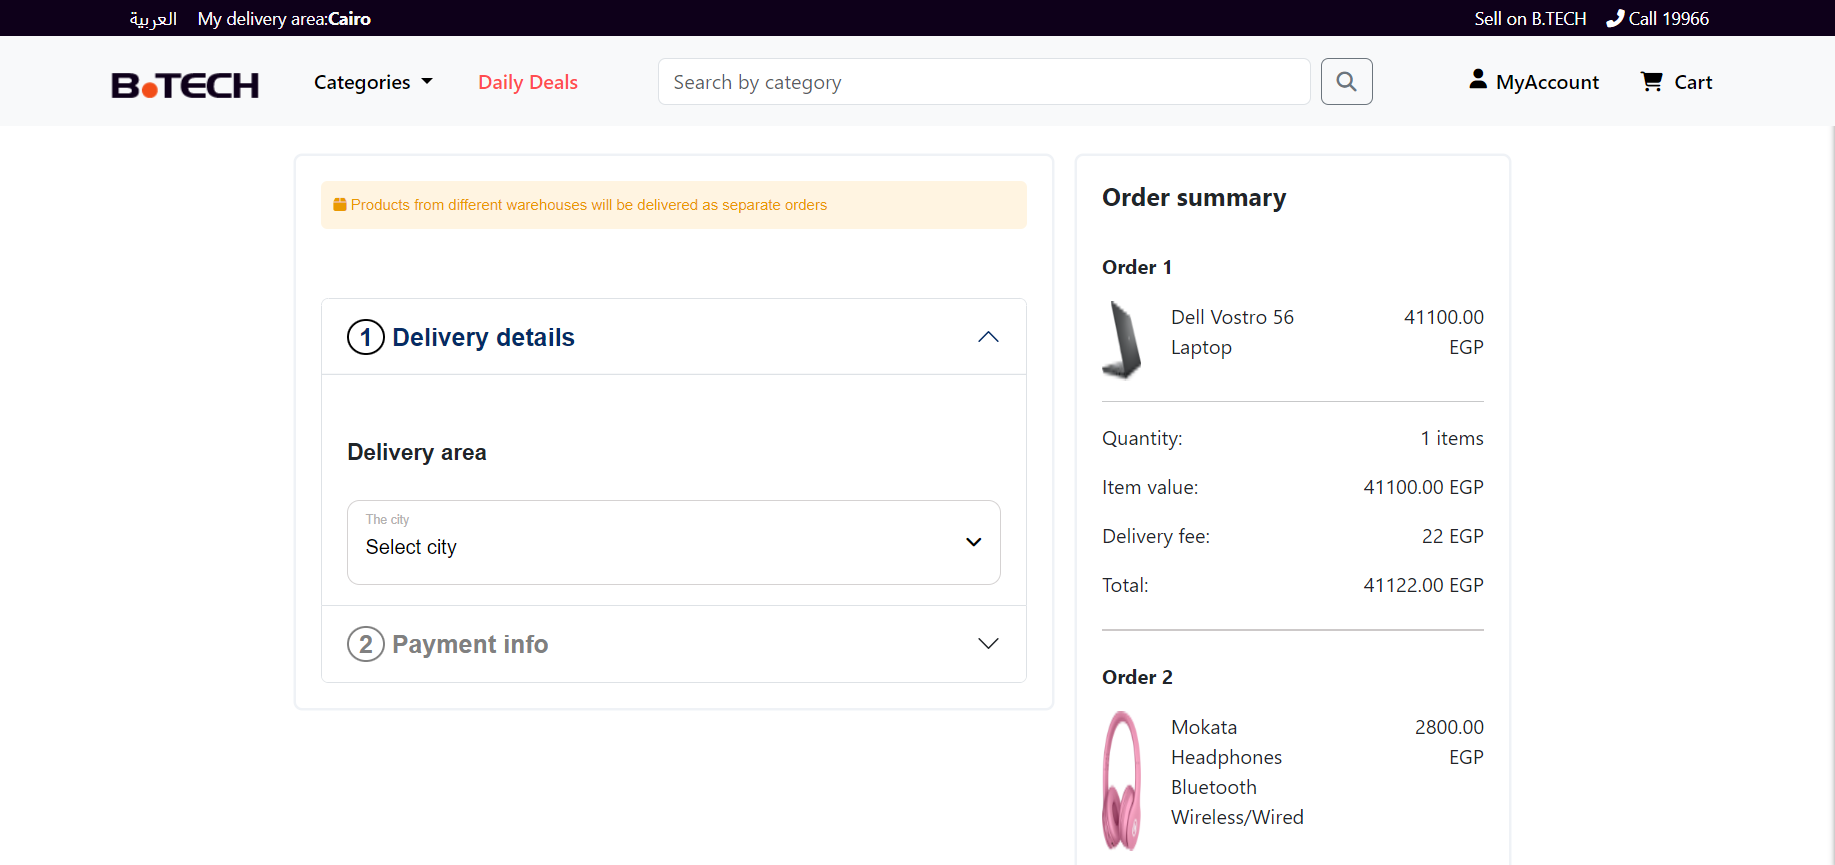 العربية My delivery area:Cairo Sell on B.TECH Call 19966
B.TECH Categories Daily Deals Search by category MyAccount Cart
Products from different warehouses will be delivered as separate orders
1 Delivery details
Delivery area
The city
Select city
2 Payment info
Order summary
Order 1
Dell Vostro 56 41100.00
Laptop EGP
Quantity: 1 items
Item value: 41100.00 EGP
Delivery fee: 22 EGP
Total: 41122.00 EGP
Order 2
Mokata 2800.00
Headphones EGP
Bluetooth
Wireless/Wired